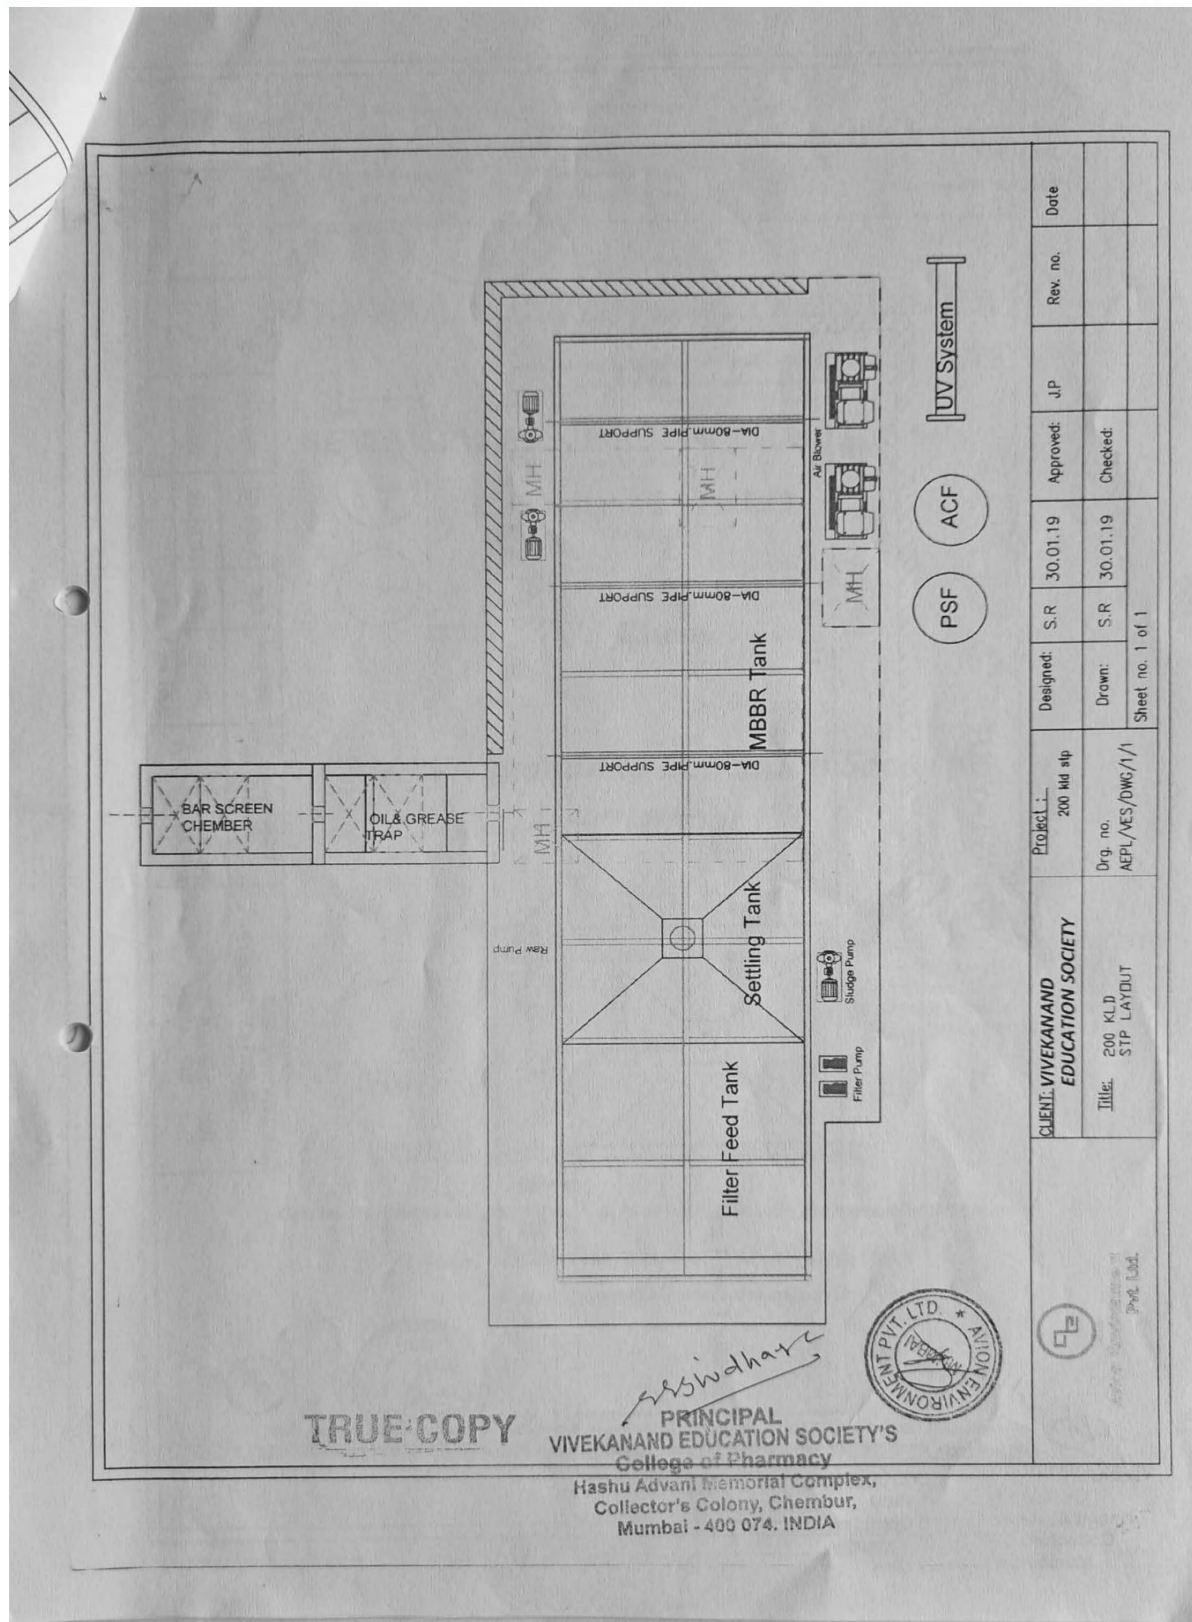 BAR SCREEN
CHEMBER
OIL& GREASE
TRAP
MH
Raw Pump
MH
MH
DIA-80mm PIPE SUPPORT
DIA-80mm PIPE SUPPORT
DIA-80mm PIPE SUPPORT
Filter Feed Tank
Settling Tank
MBBR Tank
Filter Pump
Sludge Pump
MH
Air Blower
PSF
ACF
UV System
CLIENT: VIVEKANAND
EDUCATION SOCIETY
Title: 200 KLD
STP LAYOUT
Project :
200 kld stp
Drg. no.
AEPL/VES/DWG/1/1
Designed: S.R 30.01.19 Approved: J.P Rev. no. Date
Drawn: S.R 30.01.19 Checked:
Sheet no. 1 of 1
Pvt. Ltd.
AVION ENVIRONMENT PVT. LTD. ★
MUMBAI
TRUE COPY
PRINCIPAL
VIVEKANAND EDUCATION SOCIETY'S
College of Pharmacy
Hashu Advani Memorial Complex,
Collector's Colony, Chembur,
Mumbai - 400 074. INDIA